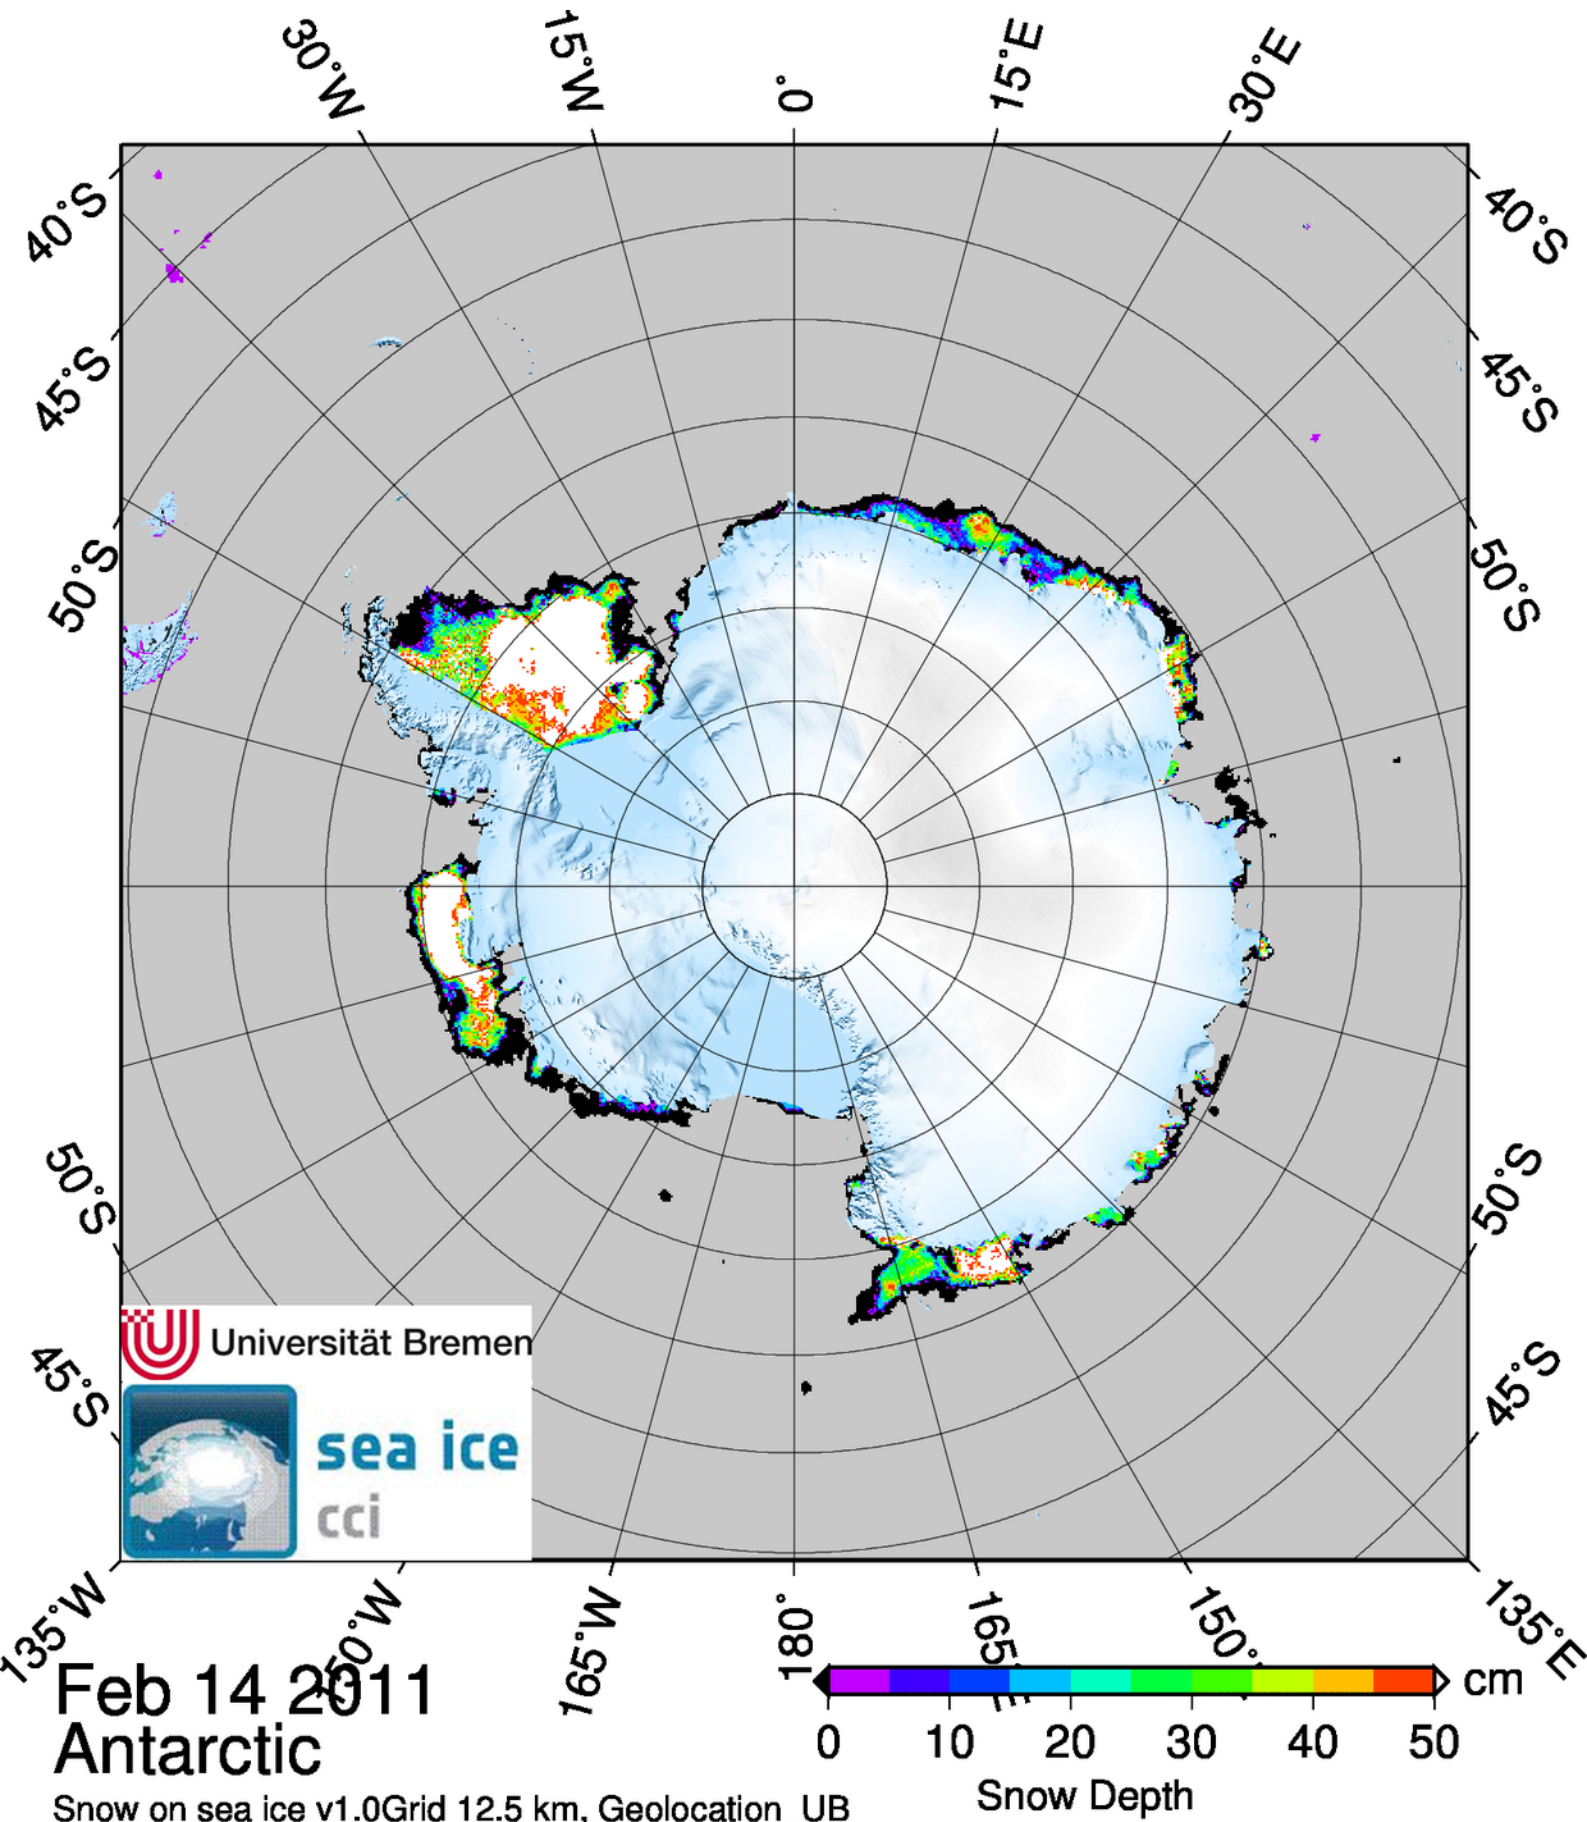 30°W 15°W 0° 15°E 30°E
40°S 40°S
45°S 45°S
50°S 50°S
50°S 50°S
45°S 45°S
Universität Bremen
sea ice
cci
135°W 165°W 180° 165° 150° 135°E
Feb 14 2011
Antarctic
Snow on sea ice v1.0Grid 12.5 km, Geolocation UB
cm
0 10 20 30 40 50
Snow Depth